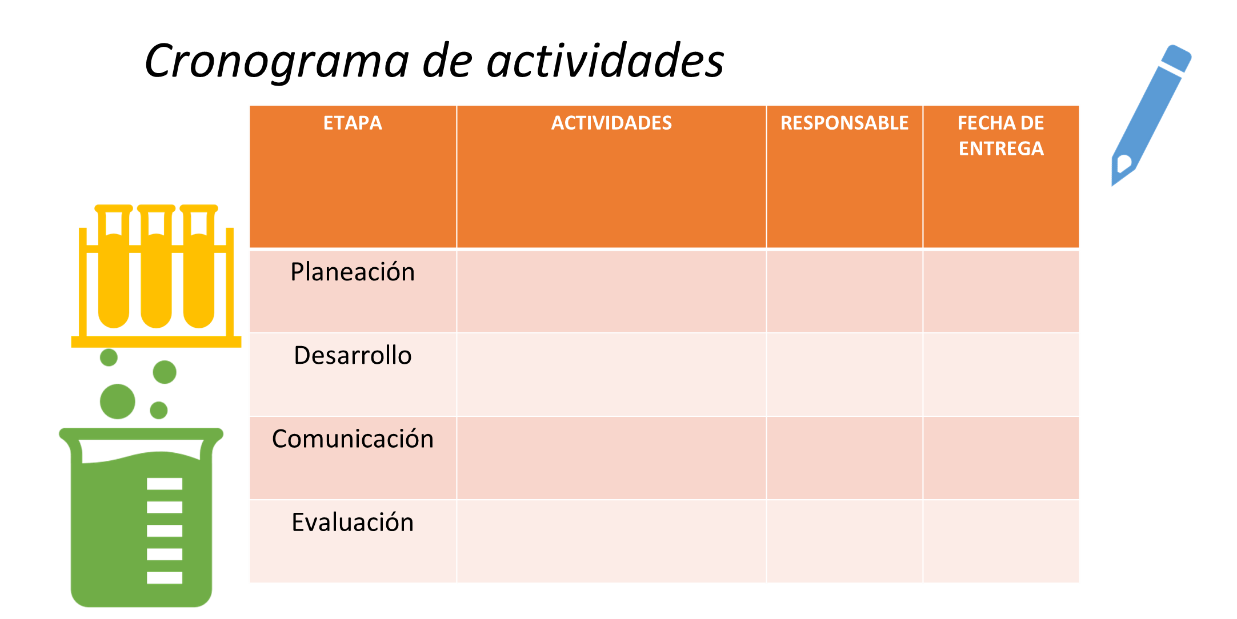 Cronograma de actividades
ETAPA
ACTIVIDADES
RESPONSABLE
FECHA DE
ENTREGA
Planeación
Desarrollo
Comunicación
Evaluación